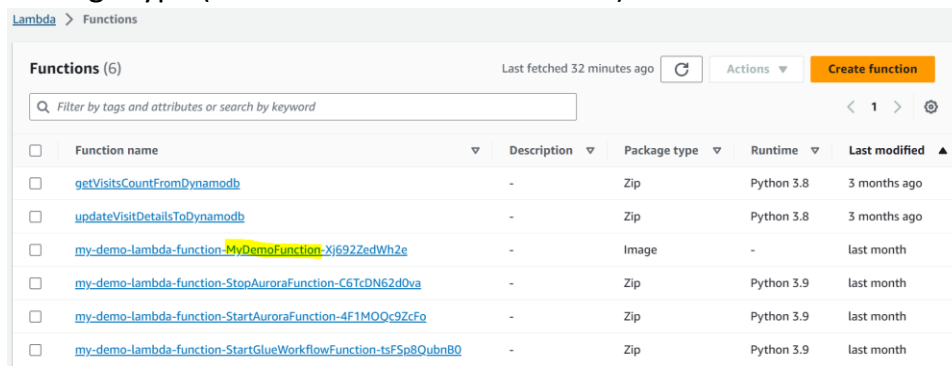 Lambda > Functions
Functions (6) Last fetched 32 minutes ago Actions Create function
Filter by tags and attributes or search by keyword 1
Function name Description Package type Runtime Last modified
getVisitsCountFromDynamodb - Zip Python 3.8 3 months ago
updateVisitDetailsToDynamodb - Zip Python 3.8 3 months ago
my-demo-lambda-function-MyDemoFunction-Xj692ZedWh2e - Image - last month
my-demo-lambda-function-StopAuroraFunction-C6TcDN62d0va - Zip Python 3.9 last month
my-demo-lambda-function-StartAuroraFunction-4F1MOQc9ZcFo - Zip Python 3.9 last month
my-demo-lambda-function-StartGlueWorkflowFunction-tsFSp8QubnB0 - Zip Python 3.9 last month